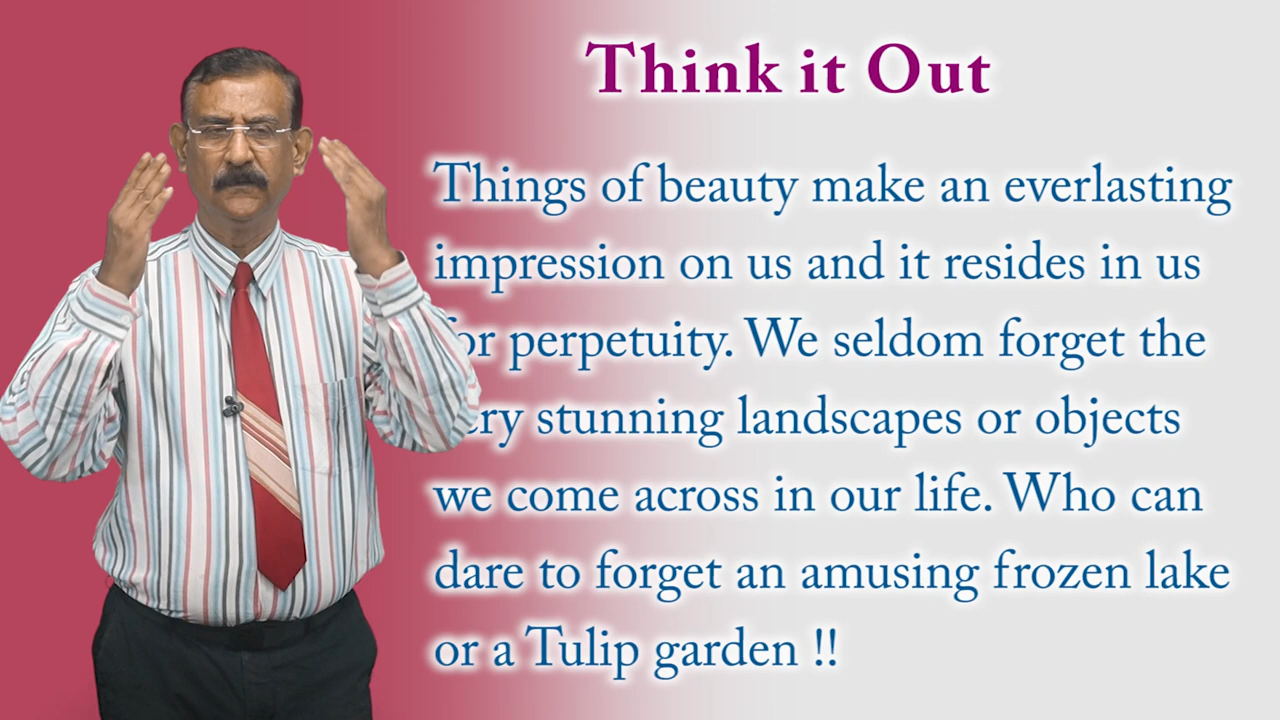 Think it Out
Things of beauty make an everlasting
impression on us and it resides in us
for perpetuity. We seldom forget the
very stunning landscapes or objects
we come across in our life. Who can
dare to forget an amusing frozen lake
or a Tulip garden !!